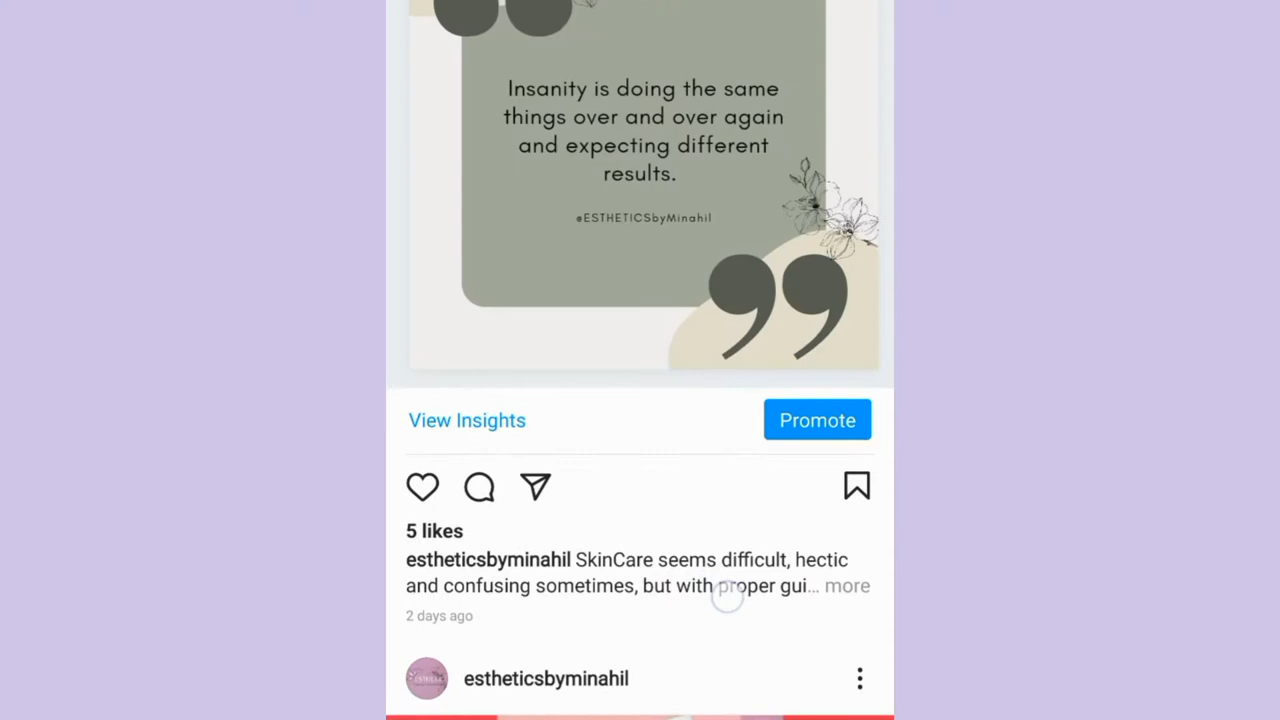 Insanity is doing the same
things over and over again
and expecting different
results.
@ESTHETICSbyMinahil
View Insights
Promote
5 likes
estheticsbyminahil SkinCare seems difficult, hectic
and confusing sometimes, but with proper gui... more
2 days ago
estheticsbyminahil